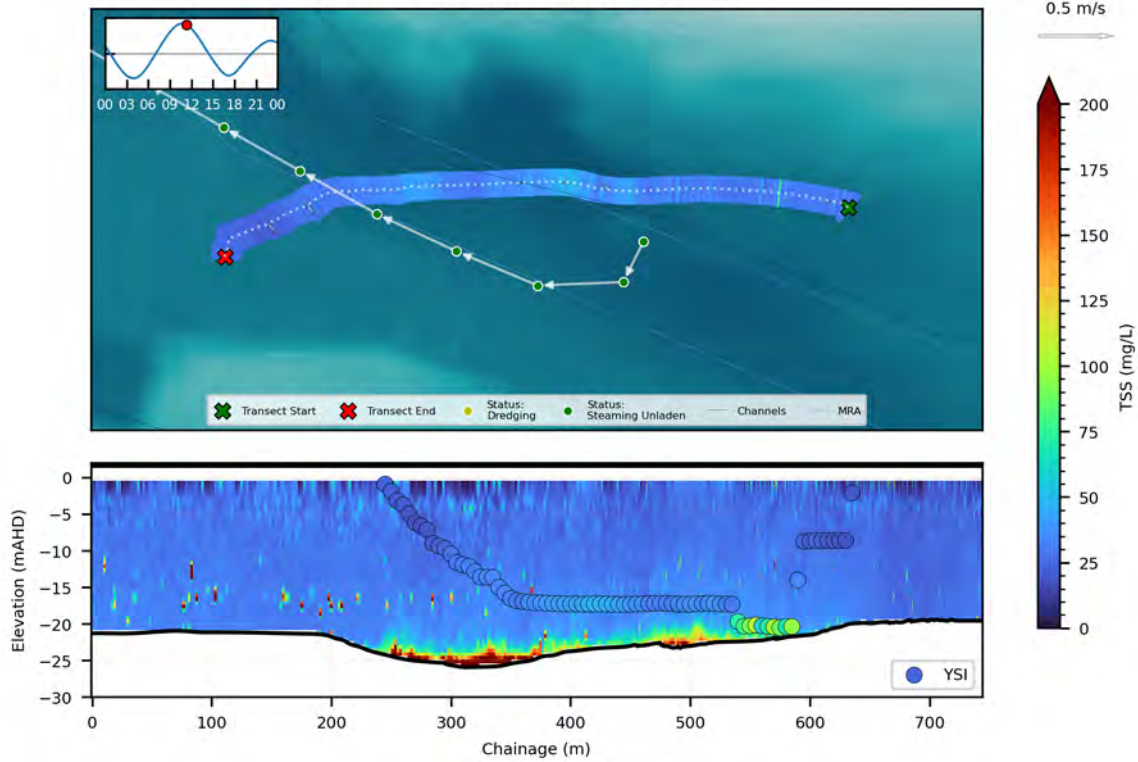 0.5 m/s
00 03 06 09 12 15 18 21 00
Transect Start
Transect End
Status:
Dredging
Status:
Steaming Unladen
Channels
MRA
200
175
150
125
100
75
50
25
0
TSS (mg/L)
0
−5
−10
−15
−20
−25
−30
Elevation (mAHD)
YSI
0 100 200 300 400 500 600 700
Chainage (m)